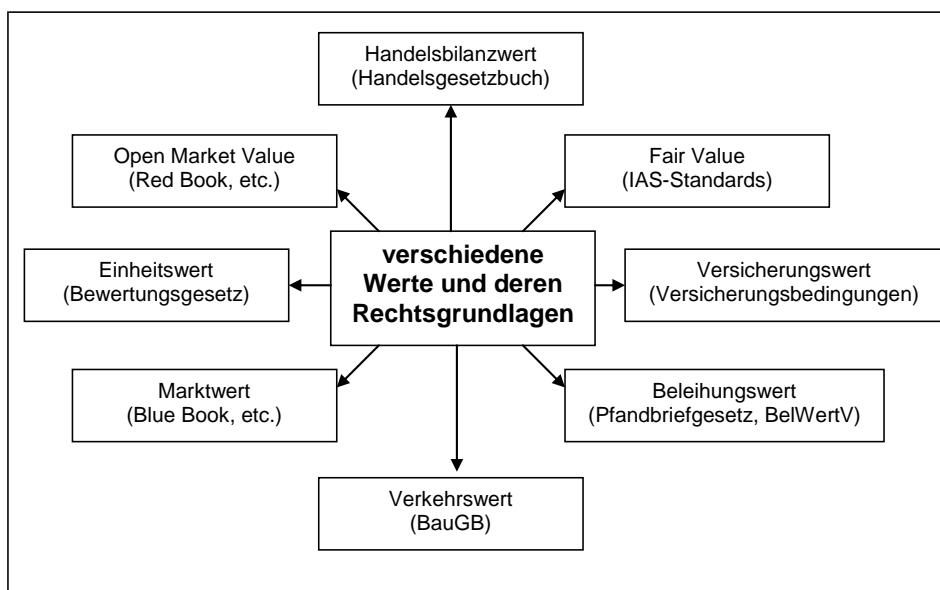 Handelsbilanzwert
(Handelsgesetzbuch)
Open Market Value
(Red Book, etc.)
Fair Value
(IAS-Standards)
verschiedene
Werte und deren
Rechtsgrundlagen
Einheitswert
(Bewertungsgesetz)
Versicherungswert
(Versicherungsbedingungen)
Marktwert
(Blue Book, etc.)
Beleihungswert
(Pfandbriefgesetz, BelWertV)
Verkehrswert
(BauGB)